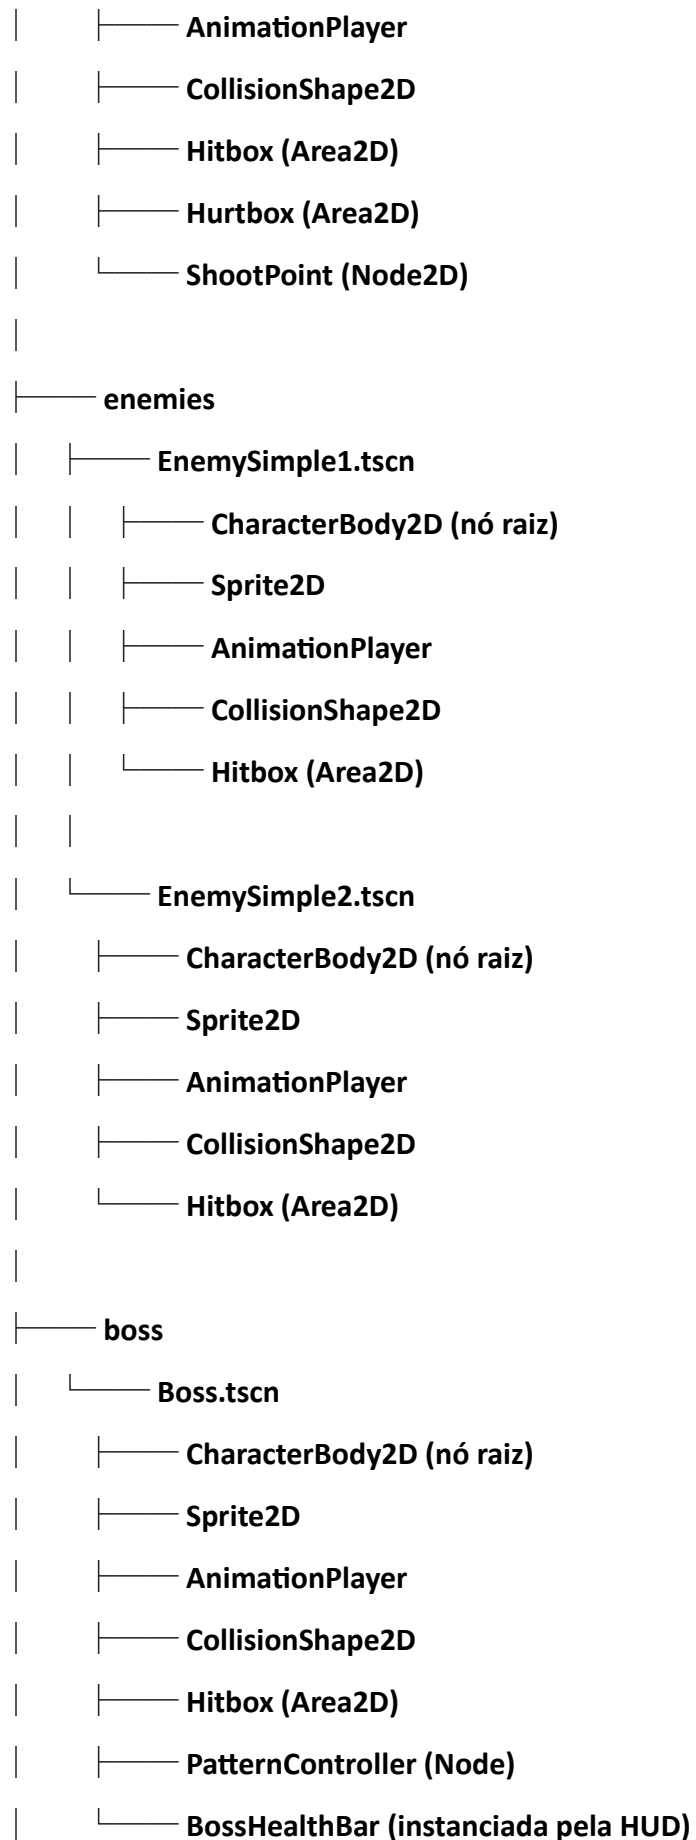 │ ├── AnimationPlayer
│ ├── CollisionShape2D
│ ├── Hitbox (Area2D)
│ ├── Hurtbox (Area2D)
│ └── ShootPoint (Node2D)
│
├── enemies
│ ├── EnemySimple1.tscn
│ │ ├── CharacterBody2D (nó raiz)
│ │ ├── Sprite2D
│ │ ├── AnimationPlayer
│ │ ├── CollisionShape2D
│ │ └── Hitbox (Area2D)
│ │
│ └── EnemySimple2.tscn
│ ├── CharacterBody2D (nó raiz)
│ ├── Sprite2D
│ ├── AnimationPlayer
│ ├── CollisionShape2D
│ └── Hitbox (Area2D)
│
├── boss
│ └── Boss.tscn
│ ├── CharacterBody2D (nó raiz)
│ ├── Sprite2D
│ ├── AnimationPlayer
│ ├── CollisionShape2D
│ ├── Hitbox (Area2D)
│ ├── PatternController (Node)
│ └── BossHealthBar (instanciada pela HUD)